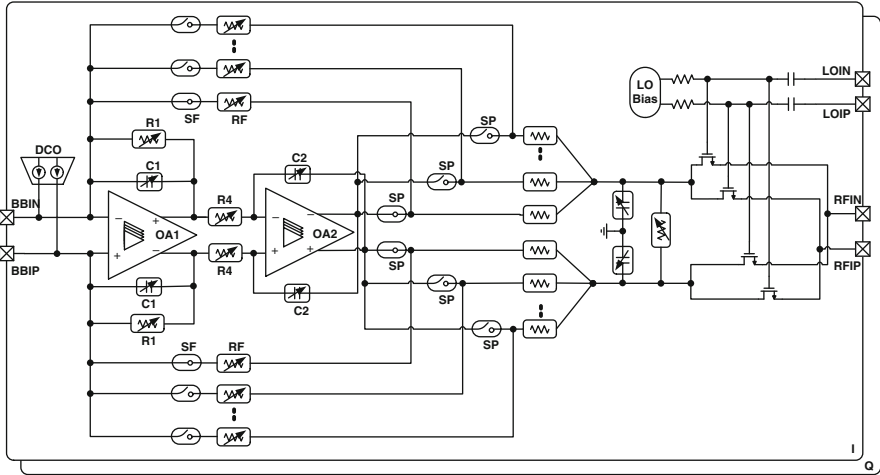 LOIN
LO
Bias
LOIP
SF
RF
SP
R1
DCO
C1
C2
SP
BBIN
R4
SP
RFIN
−
+
OA1
−
+
OA2
+
−
−
+
BBIP
R4
SP
RFIP
C1
C2
SP
R1
SP
SF
RF
I
Q